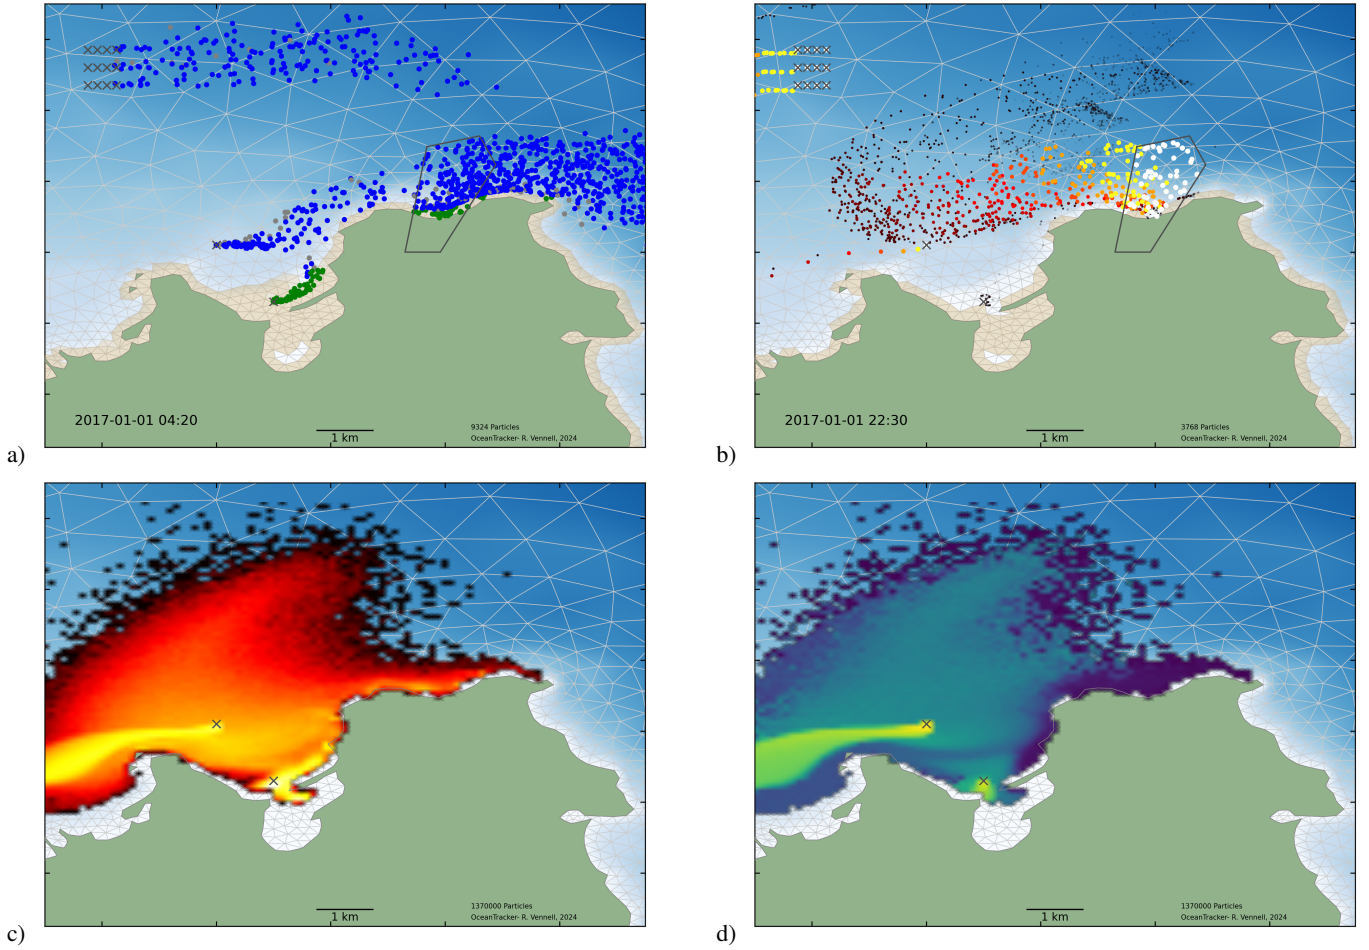 2017-01-01 04:20
1 km
9324 Particles
OceanTracker- R. Vennell, 2024
a)
2017-01-01 22:30
1 km
3768 Particles
OceanTracker- R. Vennell, 2024
b)
1 km
1370000 Particles
OceanTracker- R. Vennell, 2024
c)
1 km
1370000 Particles
OceanTracker- R. Vennell, 2024
d)